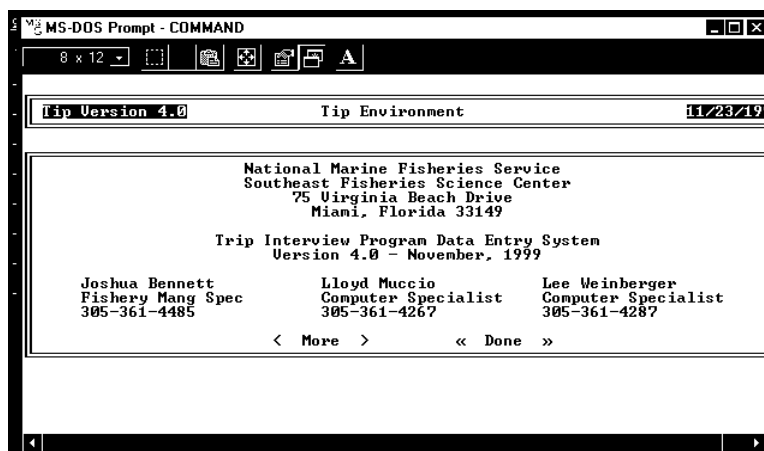 MS-DOS Prompt - COMMAND
8 x 12
A
Tip Version 4.0 Tip Environment 11/23/19
National Marine Fisheries Service
Southeast Fisheries Science Center
75 Virginia Beach Drive
Miami, Florida 33149
Trip Interview Program Data Entry System
Version 4.0 - November, 1999
Joshua Bennett Lloyd Muccio Lee Weinberger
Fishery Mang Spec Computer Specialist Computer Specialist
305-361-4485 305-361-4267 305-361-4287
< More > « Done »